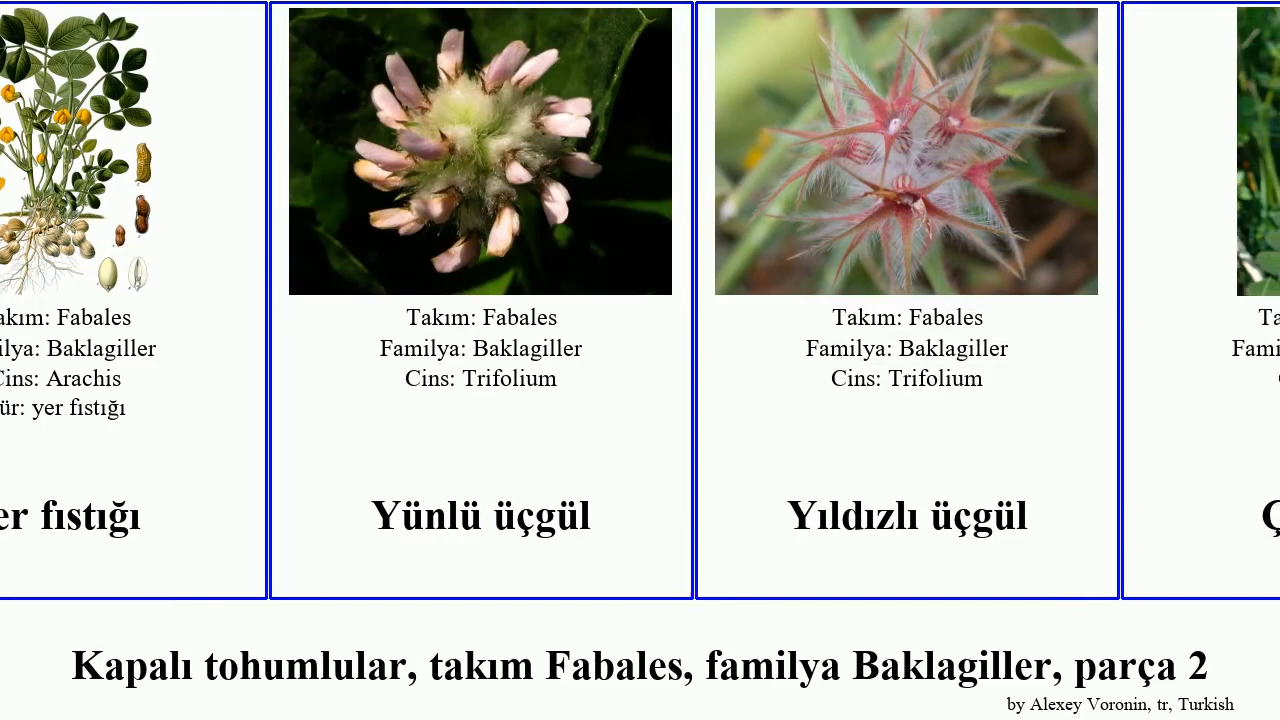 akım: Fabales
ilya: Baklagiller
Cins: Arachis
ür: yer fıstığı
er fıstığı
Takım: Fabales
Familya: Baklagiller
Cins: Trifolium
Yünlü üçgül
Takım: Fabales
Familya: Baklagiller
Cins: Trifolium
Yıldızlı üçgül
Ta
Fami
Ç
Kapalı tohumlular, takım Fabales, familya Baklagiller, parça 2
by Alexey Voronin, tr, Turkish